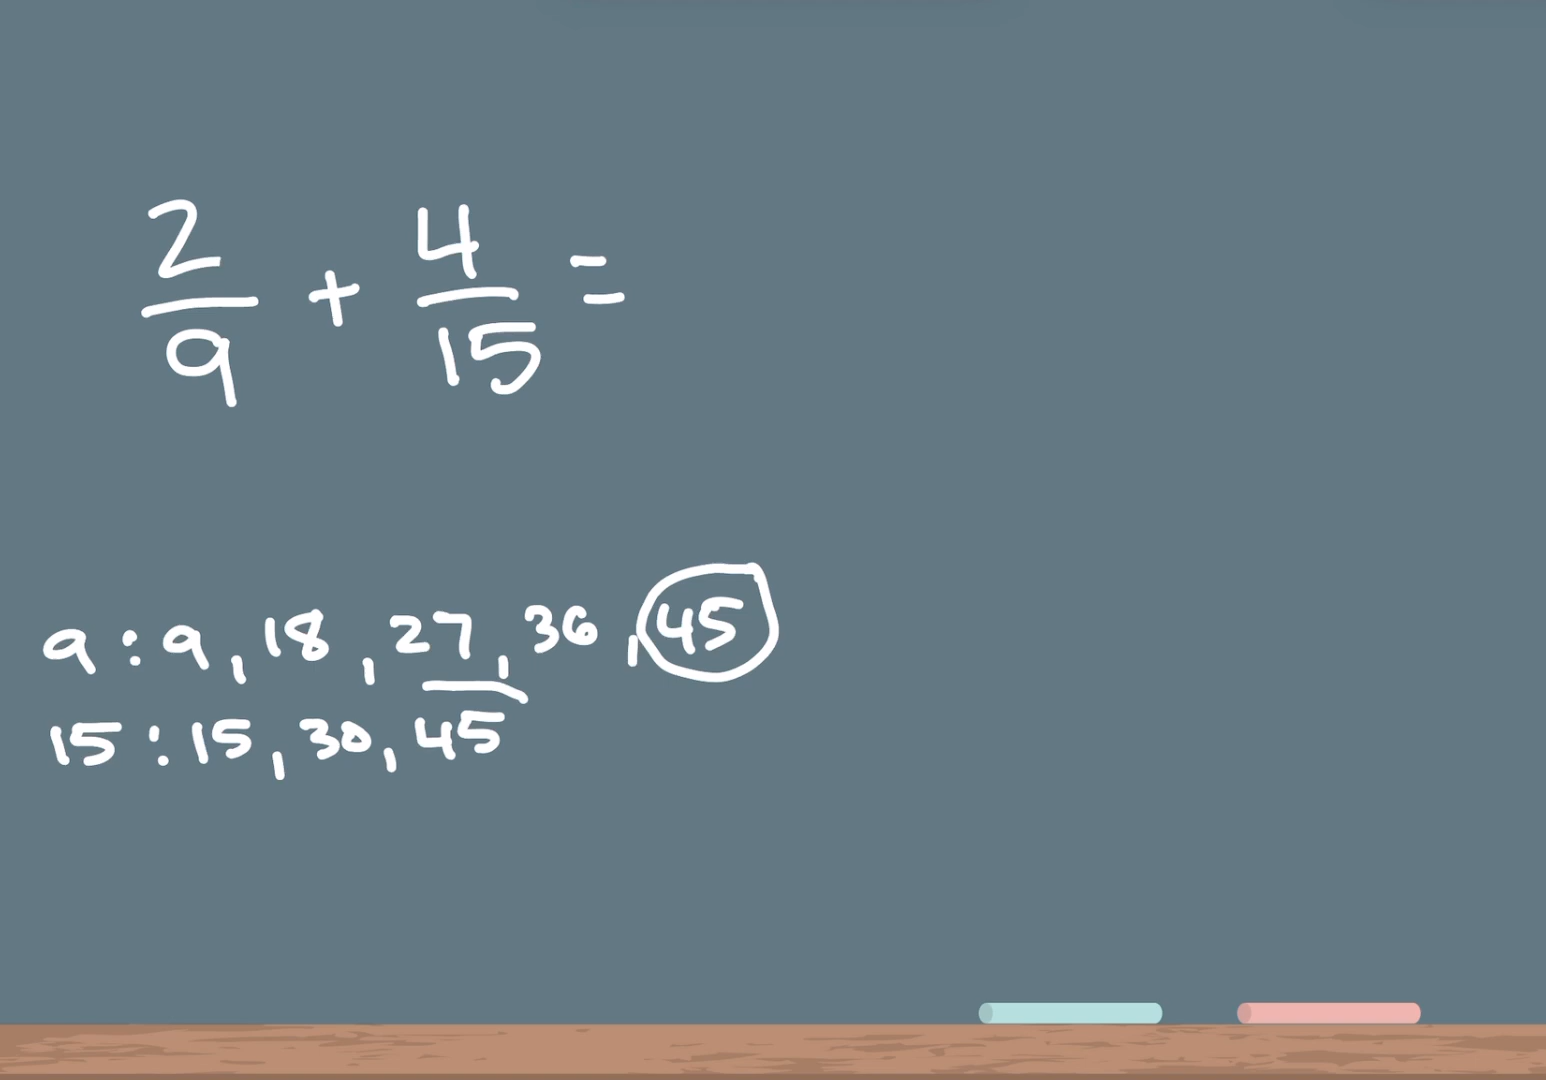 2/9 + 4/15 =
9 : 9, 18, 27, 36, 45
15 : 15, 30, 45